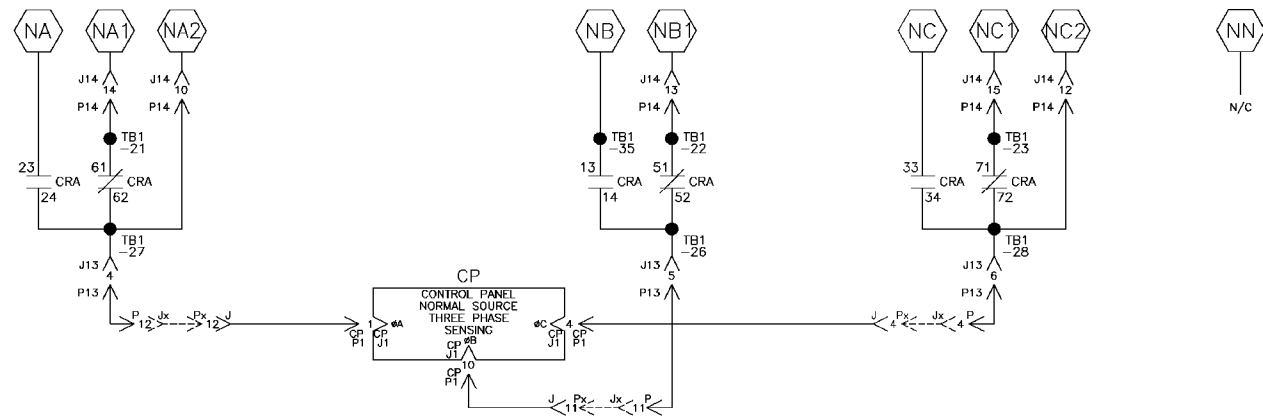 NA NA1 NA2 NB NB1 NC NC1 NC2 NN
J14 J14 J14 J14 J14
14 10 13 15 12
P14 P14 P14 P14 P14
N/C
TB1 TB1 TB1 TB1
-21 -35 -22 -23
23 61 13 51 33 71
CRA CRA CRA CRA CRA CRA
24 62 14 52 34 72
TB1 TB1 TB1
-27 -26 -28
J13 J13 J13
4 5 6
P13 P13 P13
CP
CONTROL PANEL
NORMAL SOURCE
THREE PHASE
SENSING
P Jx Px J
12 12
1 øA
CP CP
P1 J1
øC 4
CP CP
J1 P1
J Px Jx P
4 4
CP øB
J1
10
CP
P1
J Px Jx P
11 11